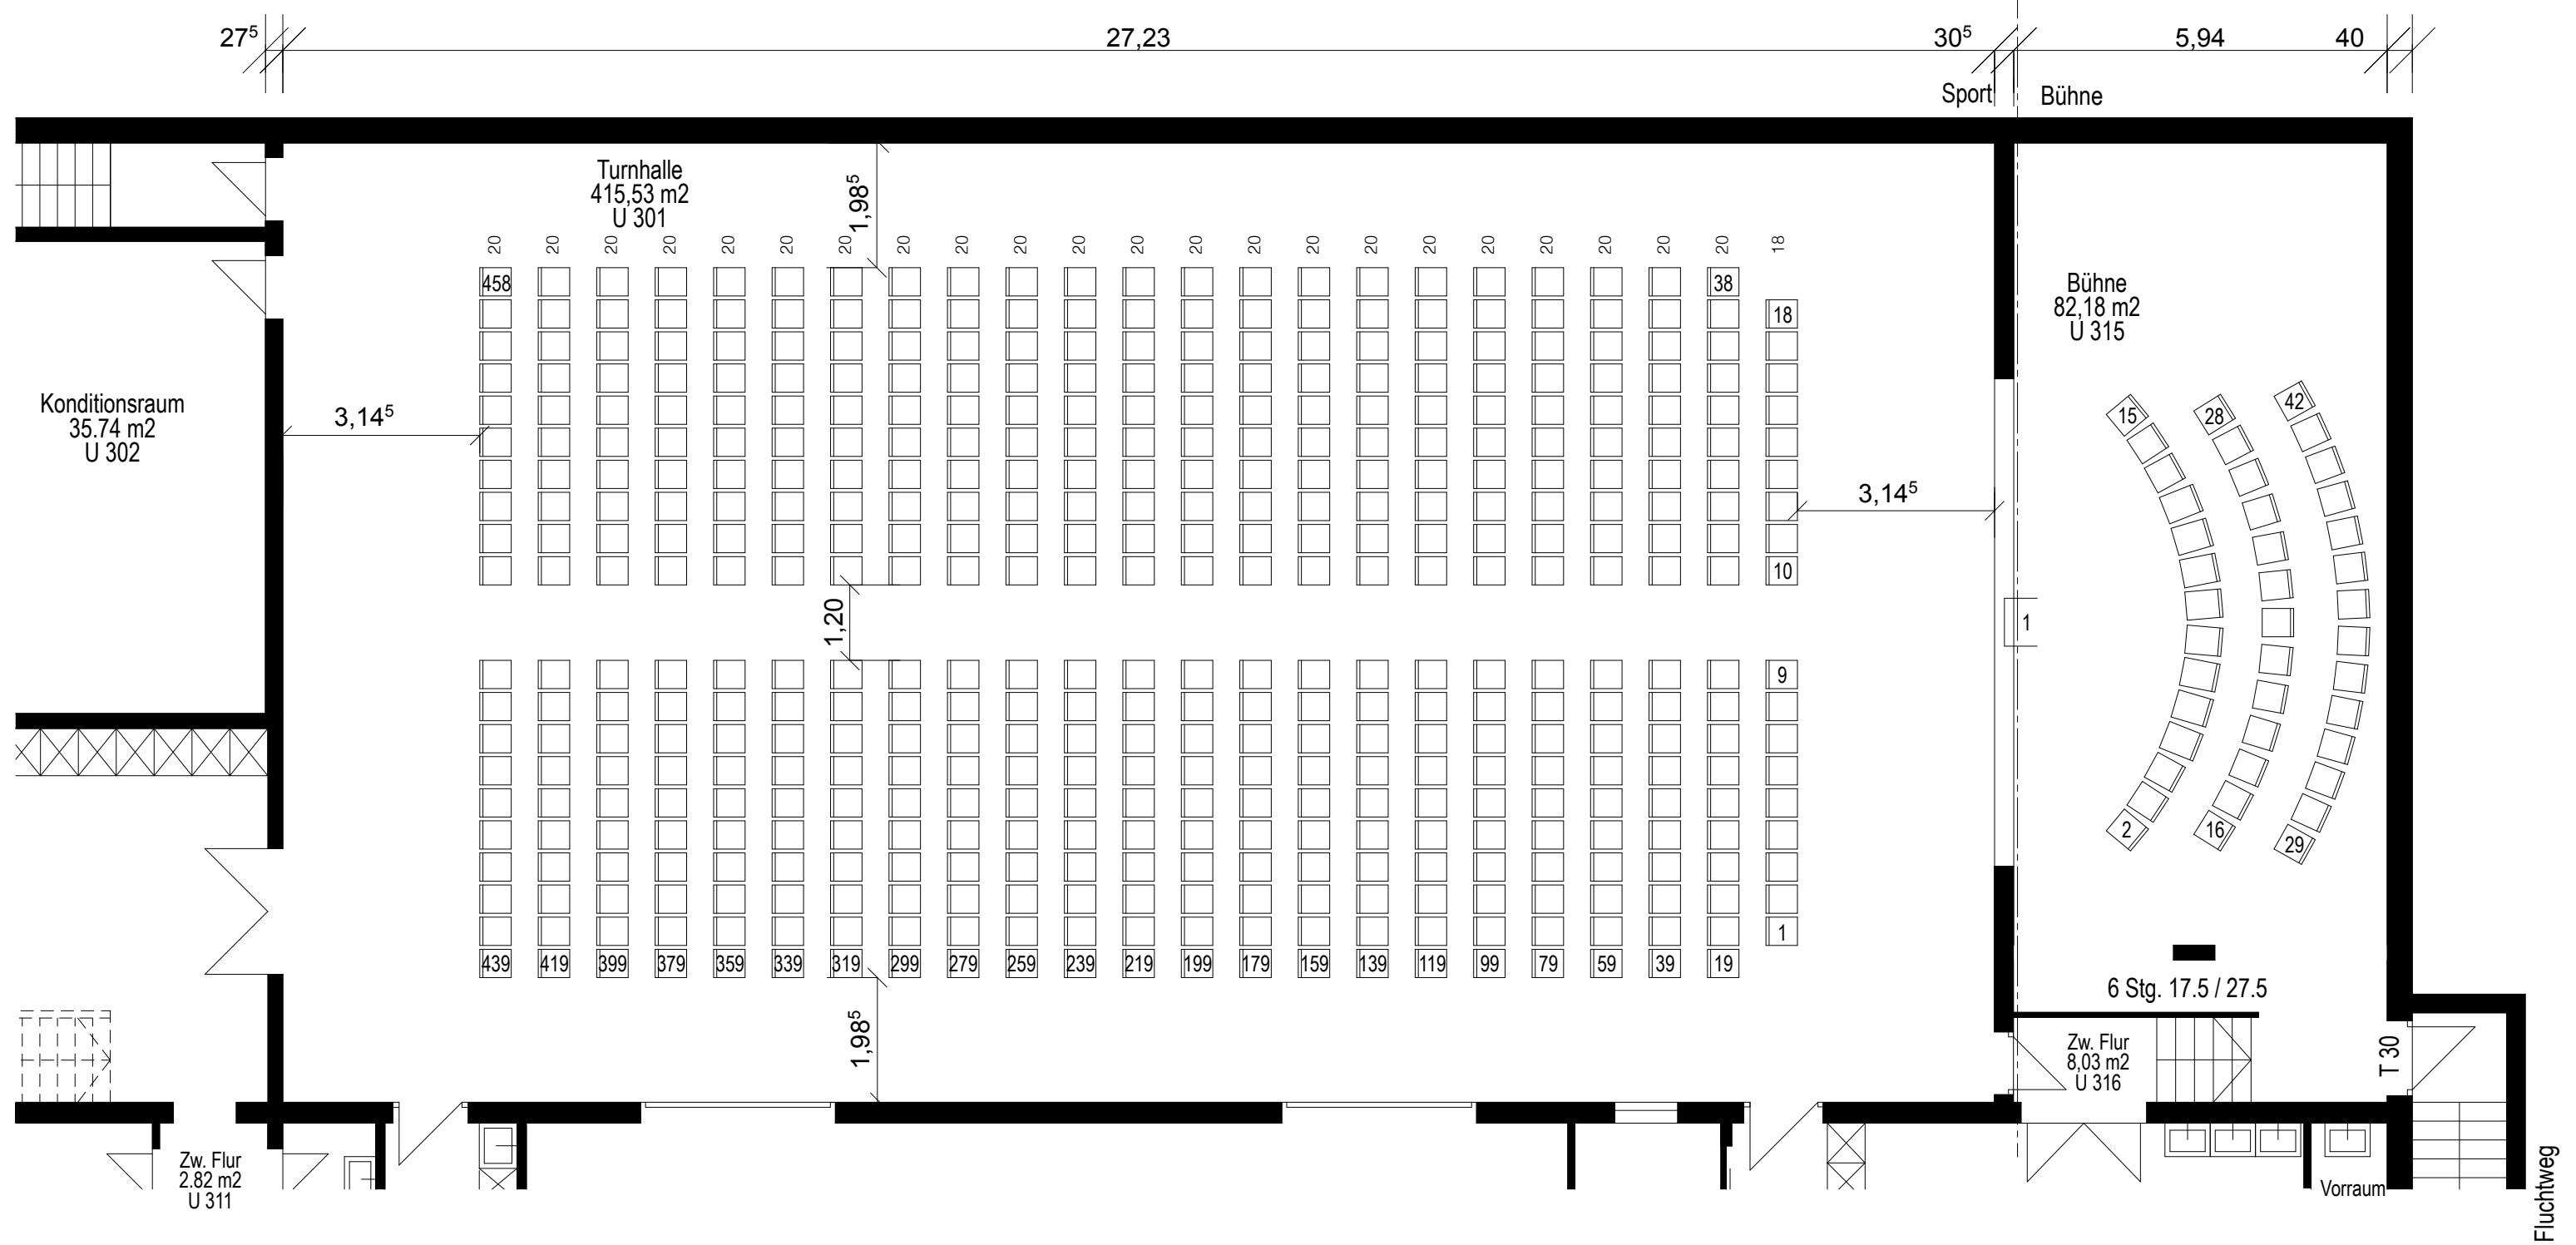 27⁵ 27,23 30⁵ 5,94 40
Sport Bühne
Turnhalle
415,53 m2
U 301
1,98⁵
20 20 20 20 20 20 20 20 20 20 20 20 20 20 20 20 20 20 20 20 20 20 18
458 38
18
Bühne
82,18 m2
U 315
Konditionsraum
35.74 m2
U 302
3,14⁵
3,14⁵
15 28 42
10
1,20
1
9
2 16 29
1
439 419 399 379 359 339 319 299 279 259 239 219 199 179 159 139 119 99 79 59 39 19
6 Stg. 17.5 / 27.5
1,98⁵
Zw. Flur
8,03 m2
U 316
T 30
Zw. Flur
2.82 m2
U 311
Vorraum
Fluchtweg